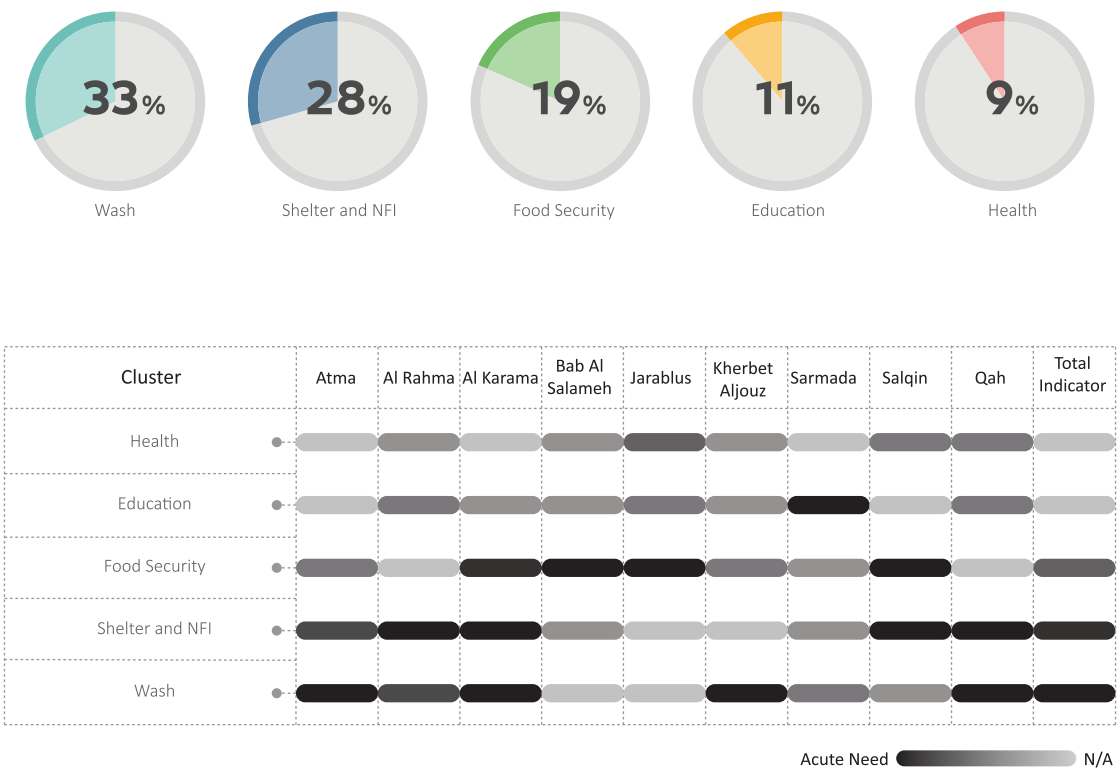 33%
28%
19%
11%
9%
Wash
Shelter and NFI
Food Security
Education
Health
Cluster
Atma
Al Rahma
Al Karama
Bab Al
Salameh
Jarablus
Kherbet
Aljouz
Sarmada
Salqin
Qah
Total
Indicator
Health
Education
Food Security
Shelter and NFI
Wash
Acute Need
N/A